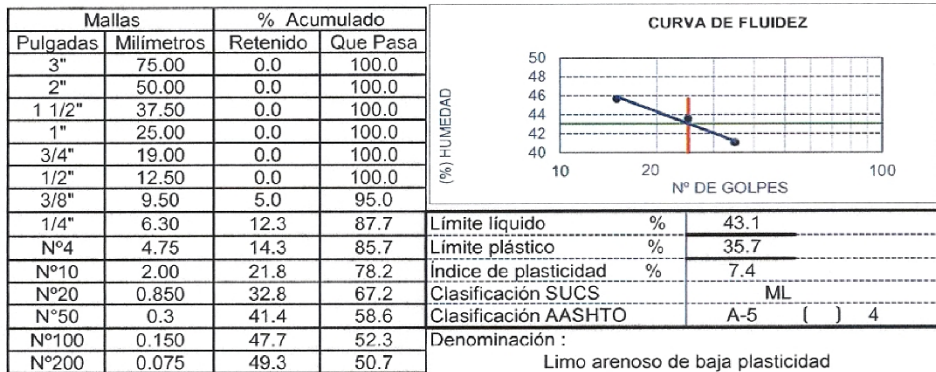 Mallas % Acumulado
Pulgadas Milímetros Retenido Que Pasa
3" 75.00 0.0 100.0
2" 50.00 0.0 100.0
1 1/2" 37.50 0.0 100.0
1" 25.00 0.0 100.0
3/4" 19.00 0.0 100.0
1/2" 12.50 0.0 100.0
3/8" 9.50 5.0 95.0
1/4" 6.30 12.3 87.7
Nº4 4.75 14.3 85.7
Nº10 2.00 21.8 78.2
Nº20 0.850 32.8 67.2
N°50 0.3 41.4 58.6
Nº100 0.150 47.7 52.3
Nº200 0.075 49.3 50.7
CURVA DE FLUIDEZ
50
48
46
44
42
40
(%) HUMEDAD
10 20 100
Nº DE GOLPES
Límite líquido % 43.1
Límite plástico % 35.7
Índice de plasticidad % 7.4
Clasificación SUCS ML
Clasificación AASHTO A-5 ( ) 4
Denominación :
Limo arenoso de baja plasticidad